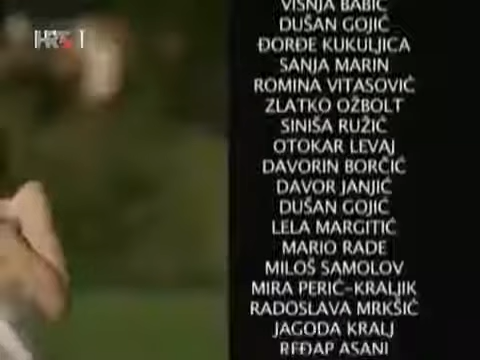 HRT 1
VIŠNJA BABIĆ
DUŠAN GOJIĆ
ĐORĐE KUKULJICA
SANJA MARIN
ROMINA VITASOVIĆ
ZLATKO OŽBOLT
SINIŠA RUŽIĆ
OTOKAR LEVAJ
DAVORIN BORČIĆ
DAVOR JANJIĆ
DUŠAN GOJIĆ
LELA MARGITIĆ
MARIO RADE
MILOŠ SAMOLOV
MIRA PERIĆ-KRALJIK
RADOSLAVA MRKŠIĆ
JAGODA KRALJ
REĐAP ASANI